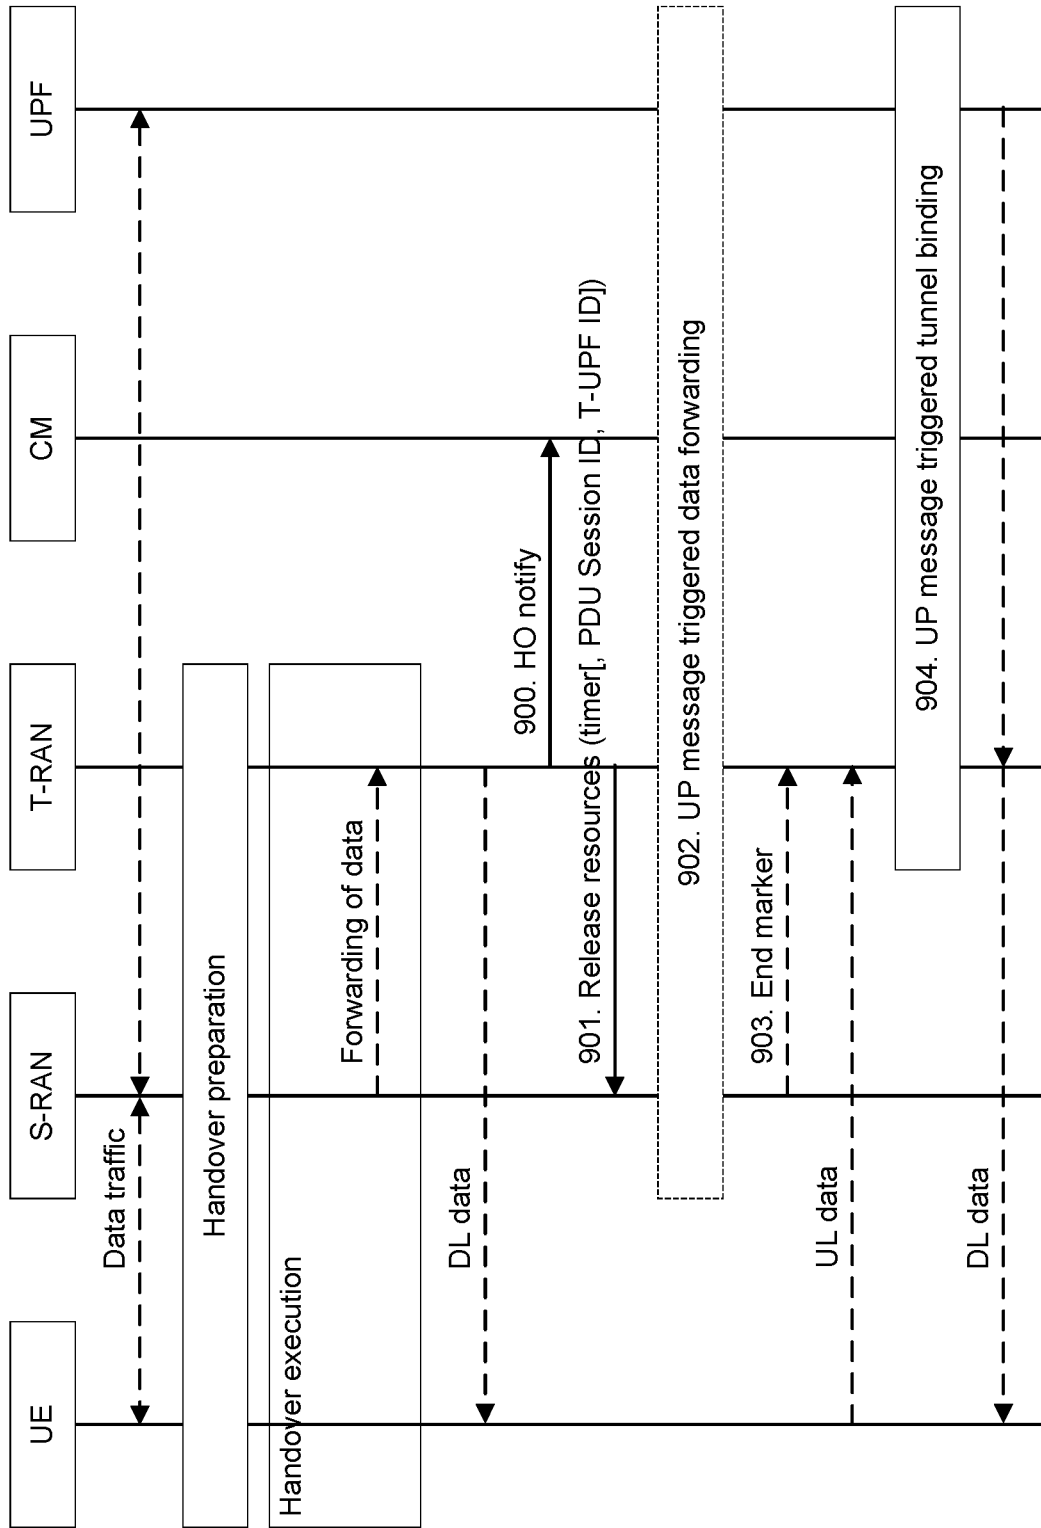 UE
S-RAN
T-RAN
CM
UPF
Data traffic
Handover preparation
Handover execution
Forwarding of data
DL data
900. HO notify
901. Release resources (timer[, PDU Session ID, T-UPF ID])
902. UP message triggered data forwarding
903. End marker
UL data
904. UP message triggered tunnel binding
DL data